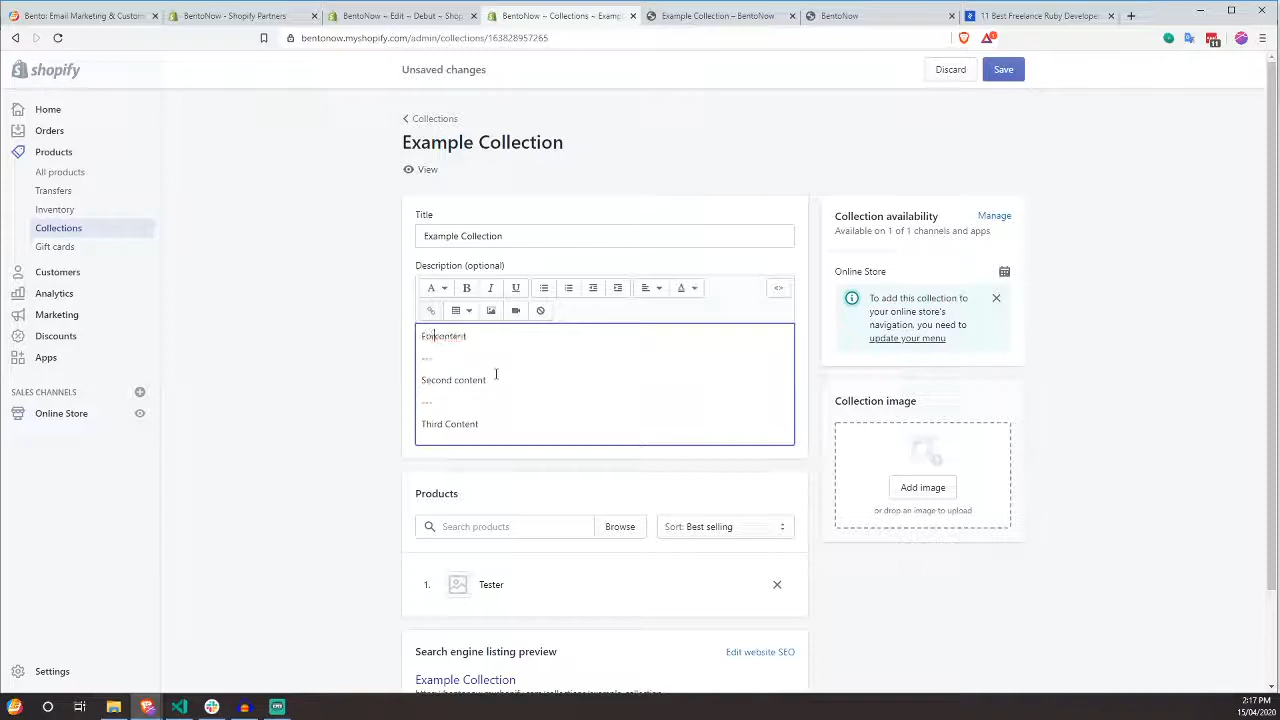 Bento: Email Marketing & Custom
BentoNow - Shopify Partners
BentoNow ~ Edit ~ Debut · Shop
BentoNow ~ Collections ~ Examp
Example Collection – BentoNow
BentoNow
11 Best Freelance Ruby Developer
bentonow.myshopify.com/admin/collections/163828957265
11
shopify
Unsaved changes
Discard
Save
Home
Orders
Products
All products
Transfers
Inventory
Collections
Gift cards
Customers
Analytics
Marketing
Discounts
Apps
SALES CHANNELS
Online Store
Settings
Collections
Example Collection
View
Title
Example Collection
Description (optional)
A
B
I
U
A
<>
---
Second content
---
Third Content
Products
Search products
Browse
Sort: Best selling
1.
Tester
Search engine listing preview
Edit website SEO
Example Collection
Collection availability
Manage
Available on 1 of 1 channels and apps
Online Store
To add this collection to
your online store's
navigation, you need to
update your menu
Collection image
Add image
or drop an image to upload
2:17 PM
15/04/2020